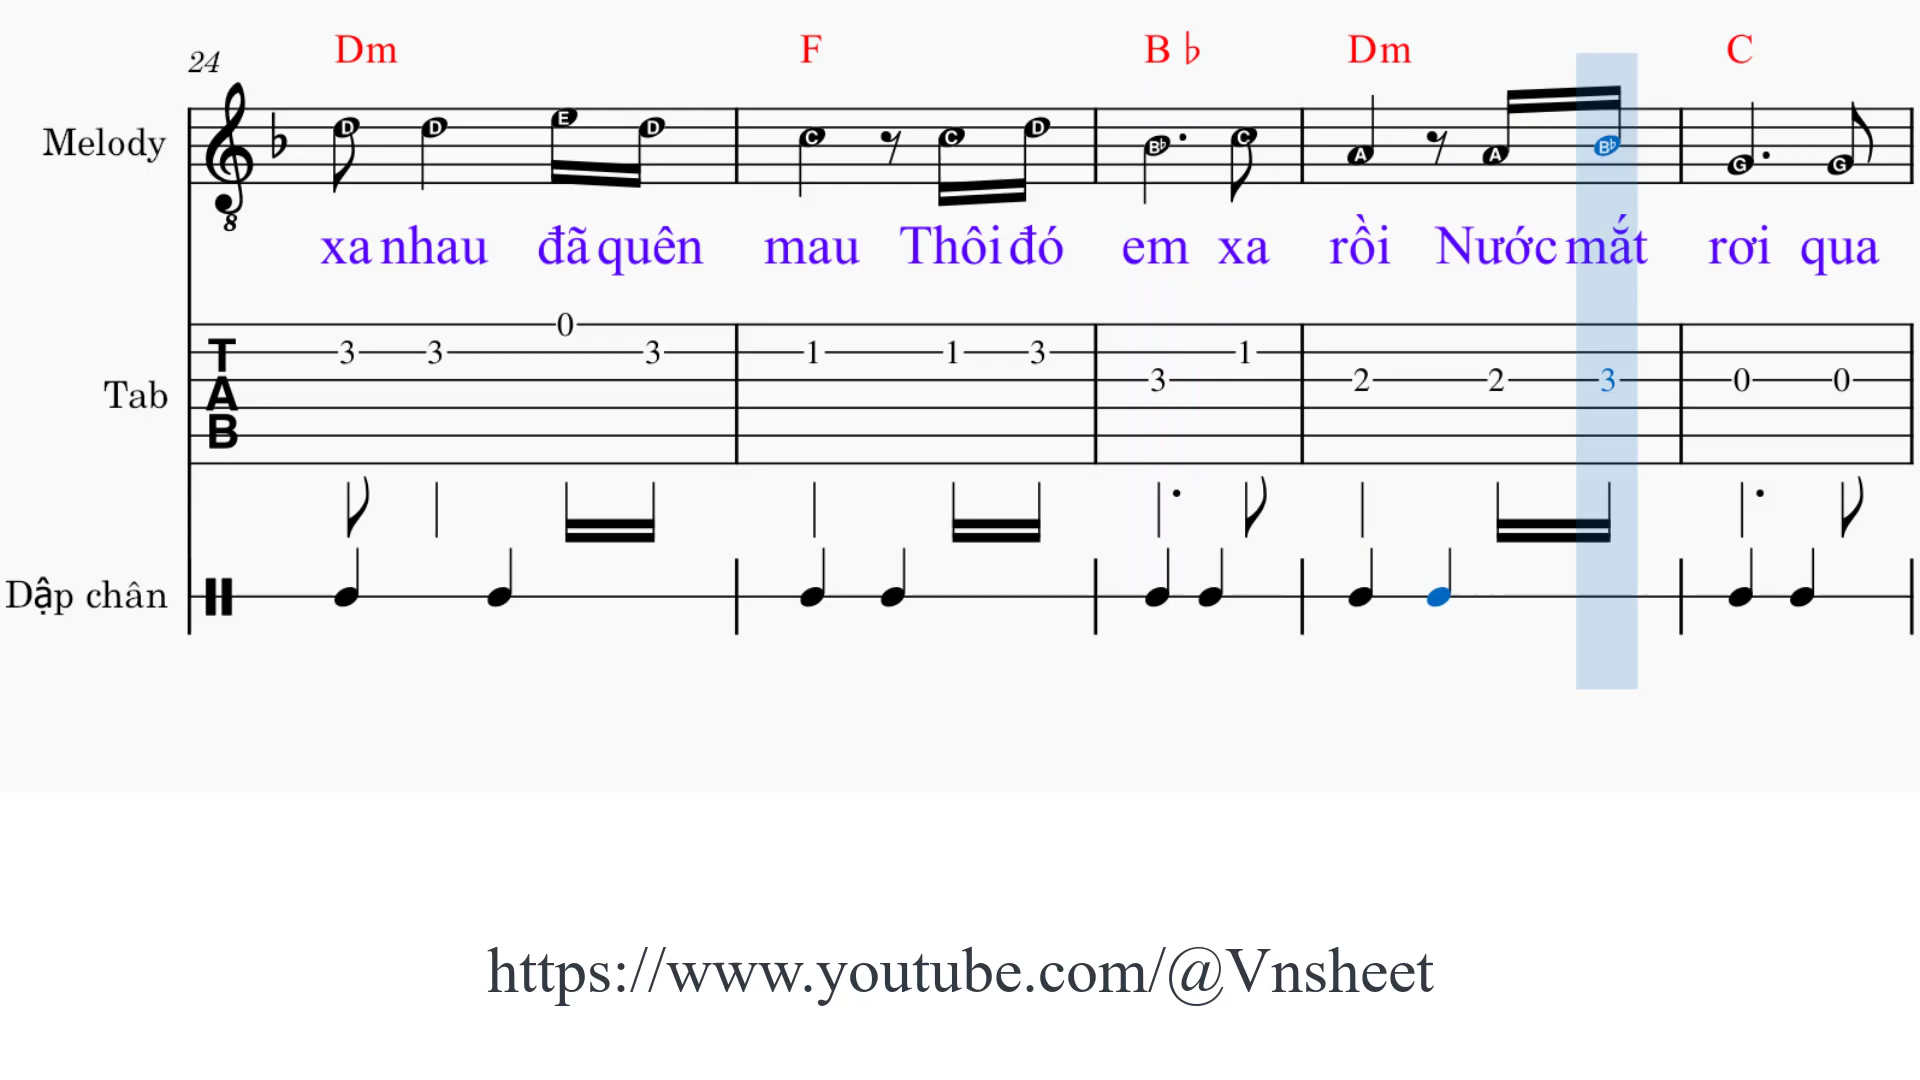 24 Dm F B♭ Dm C
Melody D D E D C C D B♭ C A A B♭ G G
8
xa nhau đã quên mau Thôi đó em xa rồi Nước mắt rơi qua
Tab TAB 3 3 0 3 1 1 3 3 1 2 2 3 0 0
Dập chân
https://www.youtube.com/@Vnsheet